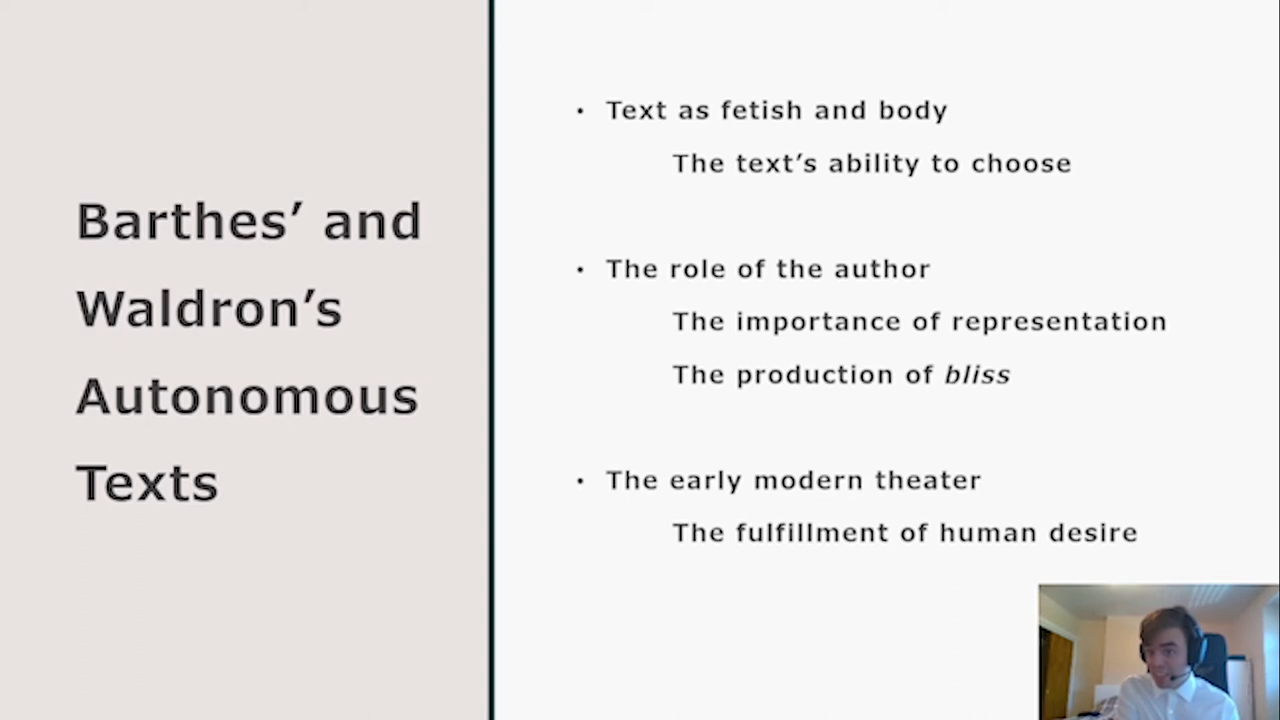 Barthes’ and
Waldron’s
Autonomous
Texts
• Text as fetish and body
The text’s ability to choose
• The role of the author
The importance of representation
The production of bliss
• The early modern theater
The fulfillment of human desire